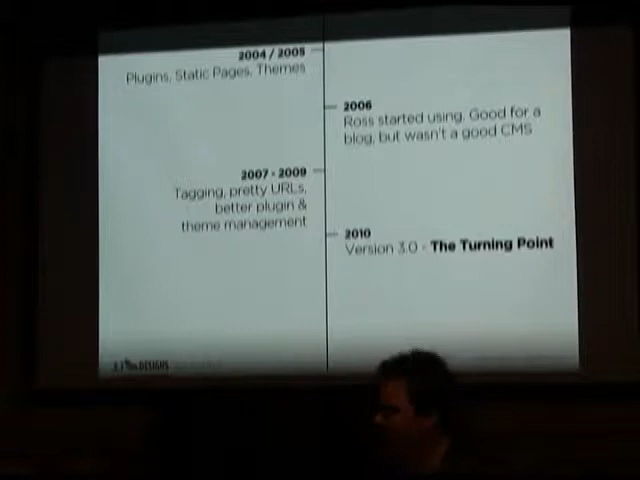 2004 / 2005
Plugins, Static Pages, Themes
2006
Ross started using. Good for a
blog, but wasn't a good CMS
2007 - 2009
Tagging, pretty URLs,
better plugin &
theme management
2010
Version 3.0 - The Turning Point
DESIGNS